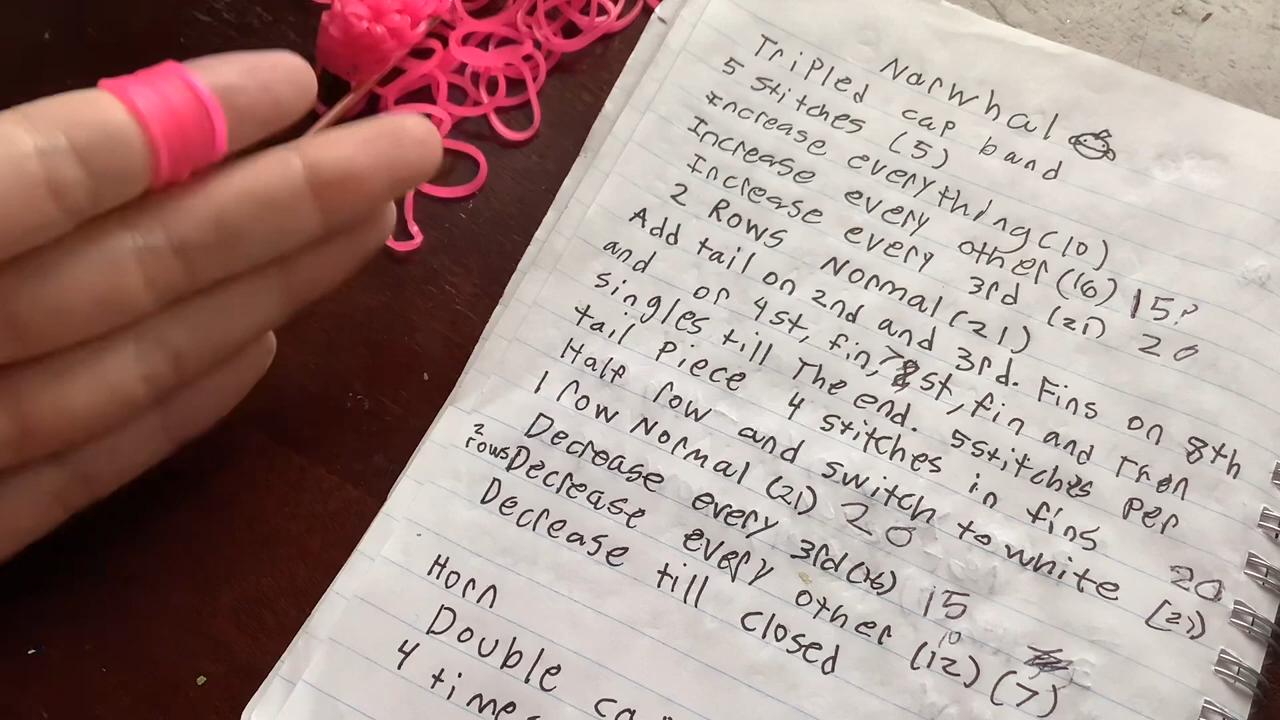 Narwhal
Tripled cap band
5 stitches (5)
Increase everything (10)
Increase every other (16) 15?
Increase every 3rd (21) 20
2 Rows Normal (21)
Add tail on 2nd and 3rd. Fins on 8th
and or 4st, fin, 7 st, fin and Then
singles till The end. 5 stitches per
tail piece 4 stitches in fins
Half row and switch to white (21) 20
1 row Normal (21) 20
Decrease every 3rd (16) 15
2 rows Decrease every other (12) 10 (7)
Decrease till closed
Horn
Double
4